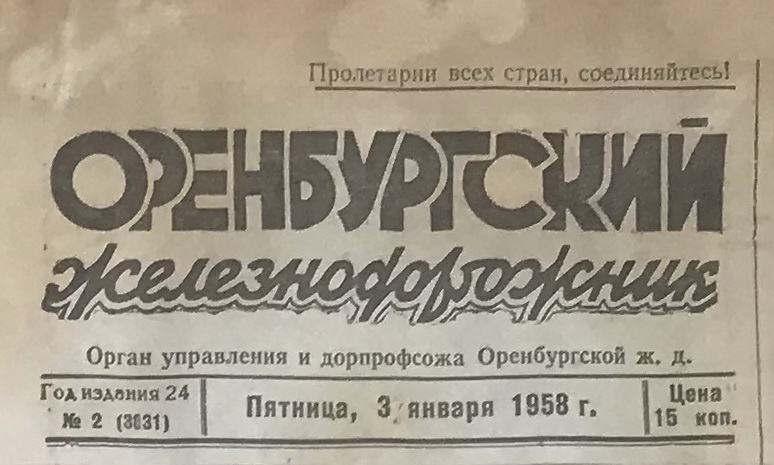 Пролетарии всех стран, соединяйтесь!
ОРЕНБУРГСКИЙ
железнодорожник
Орган управления и дорпрофсожа Оренбургской ж. д.
Год издания 24
№ 2 (3031)
Пятница, 3 января 1958 г.
Цена
15 коп.